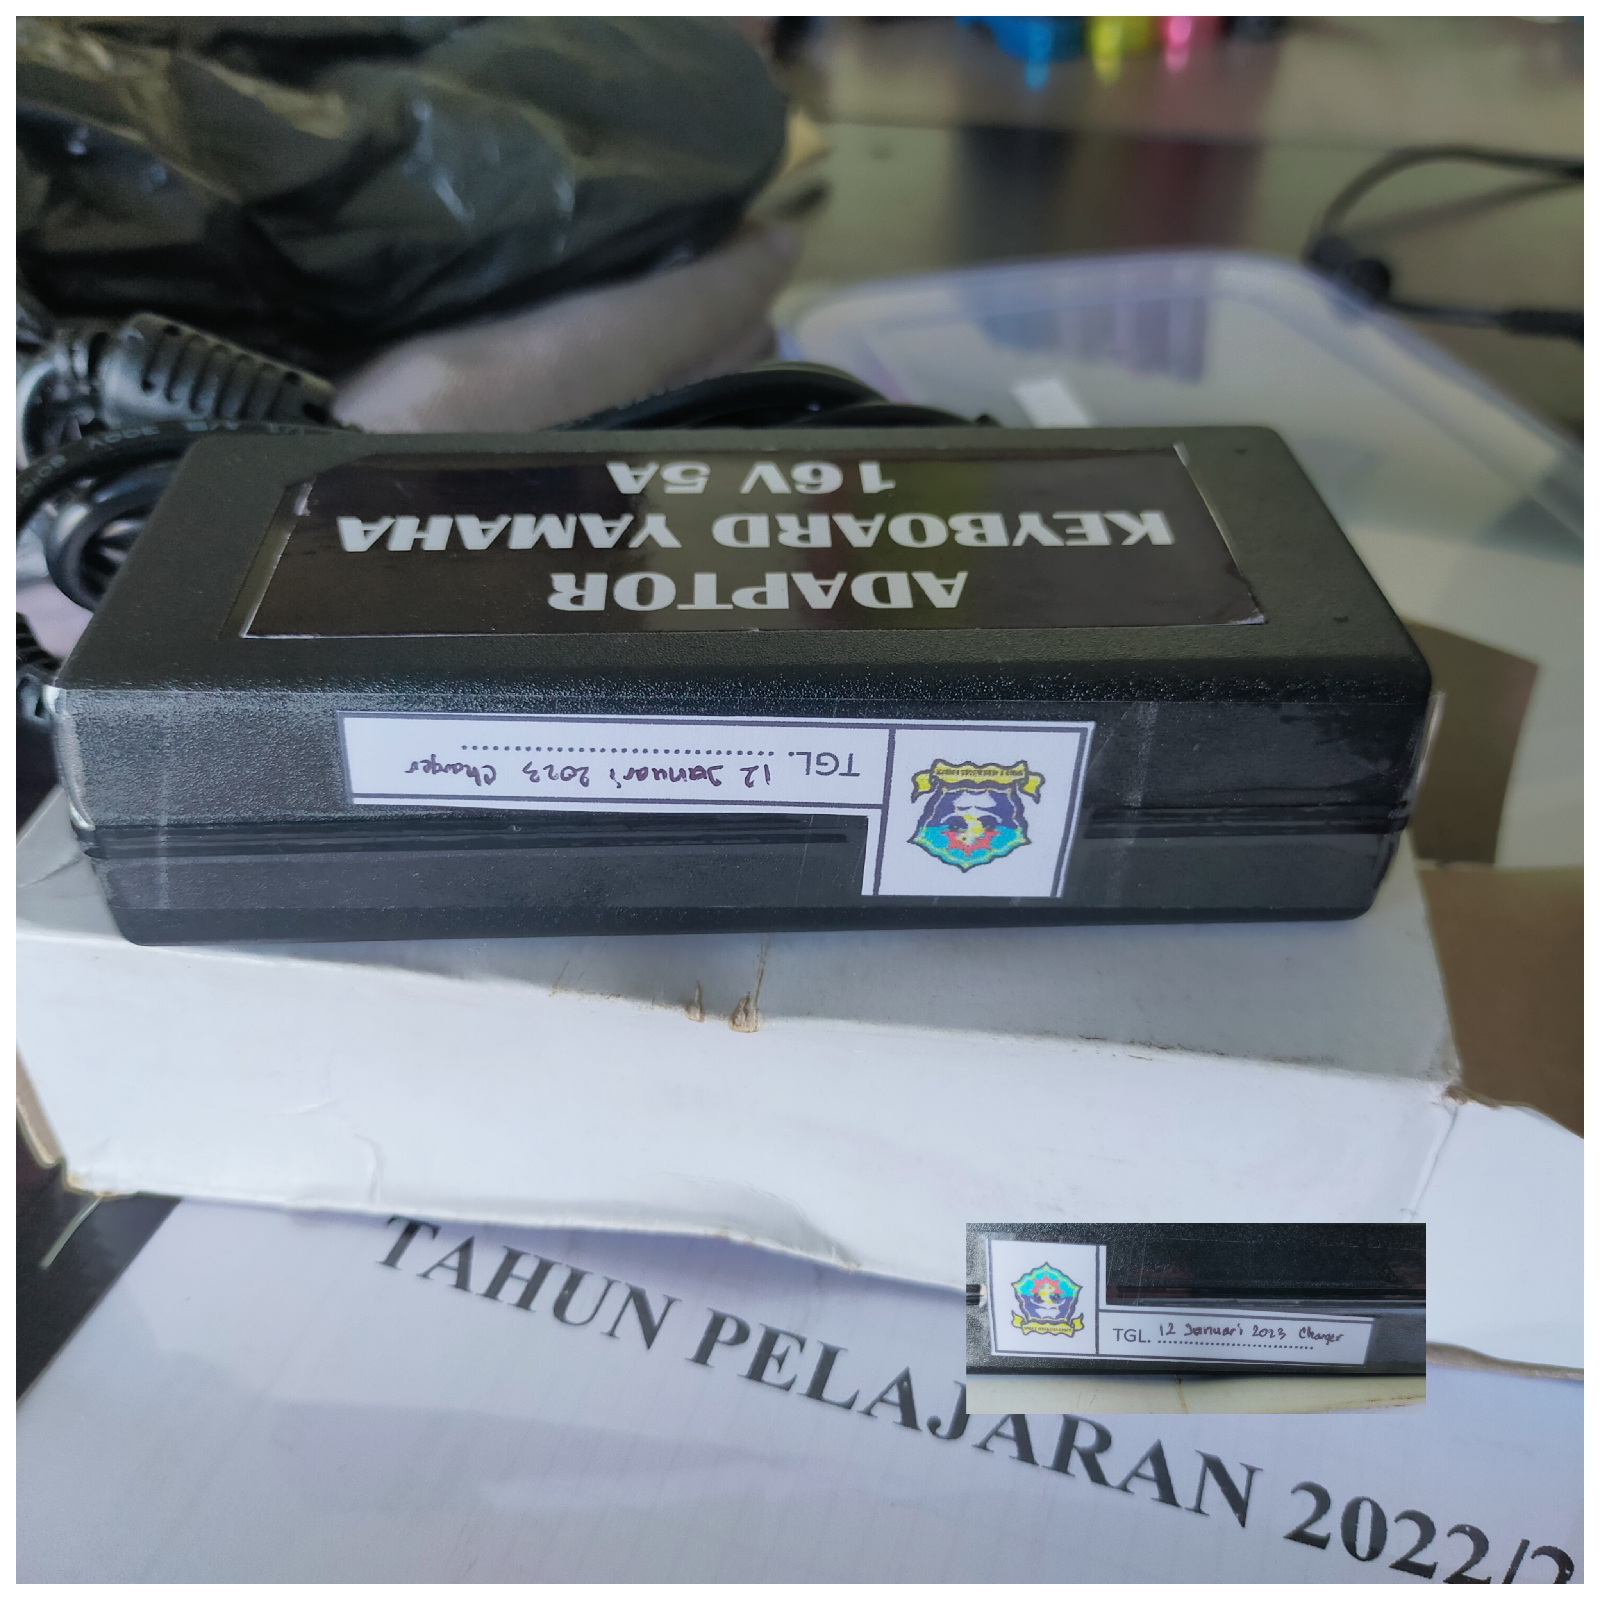 ADAPTOR
KEYBOARD YAMAHA
16V 5A
TGL. 12 Januari 2023 Charger
TAHUN PELAJARAN 2022/2
TGL. 12 Januari 2023 Charger